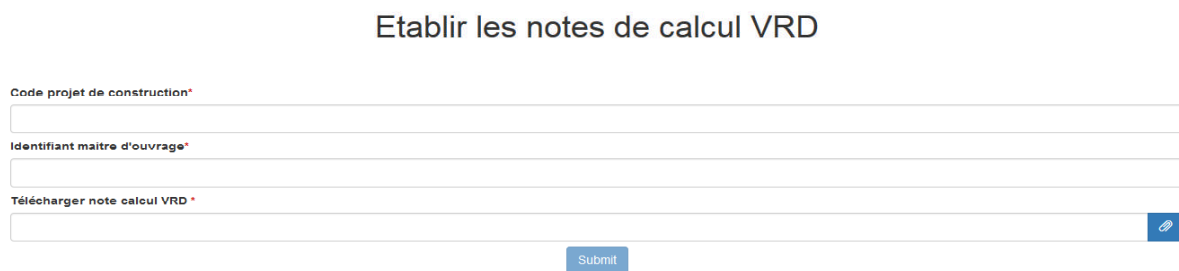 Etablir les notes de calcul VRD
Code projet de construction*
Identifiant maitre d'ouvrage*
Télécharger note calcul VRD *
Submit